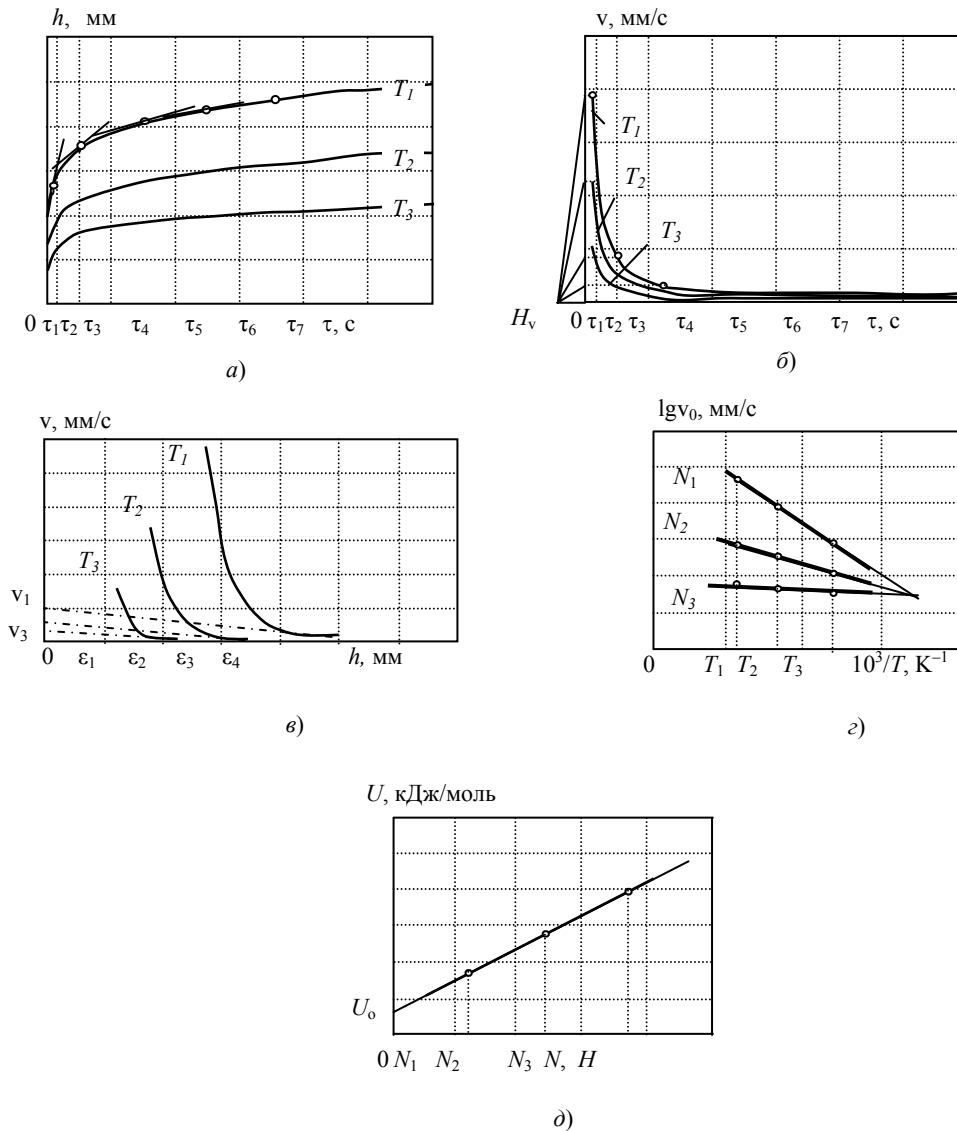 h, мм
T1
T2
T3
0 τ1 τ2 τ3 τ4 τ5 τ6 τ7 τ, с
а)
v, мм/с
T1
T2
T3
Hv 0 τ1 τ2 τ3 τ4 τ5 τ6 τ7 τ, с
б)
v, мм/с
T1
T2
T3
v1
v3
0 ε1 ε2 ε3 ε4 h, мм
в)
lgv0, мм/с
N1
N2
N3
0 T1 T2 T3 10³/T, К⁻¹
г)
U, кДж/моль
Uо
0 N1 N2 N3 N, Н
д)